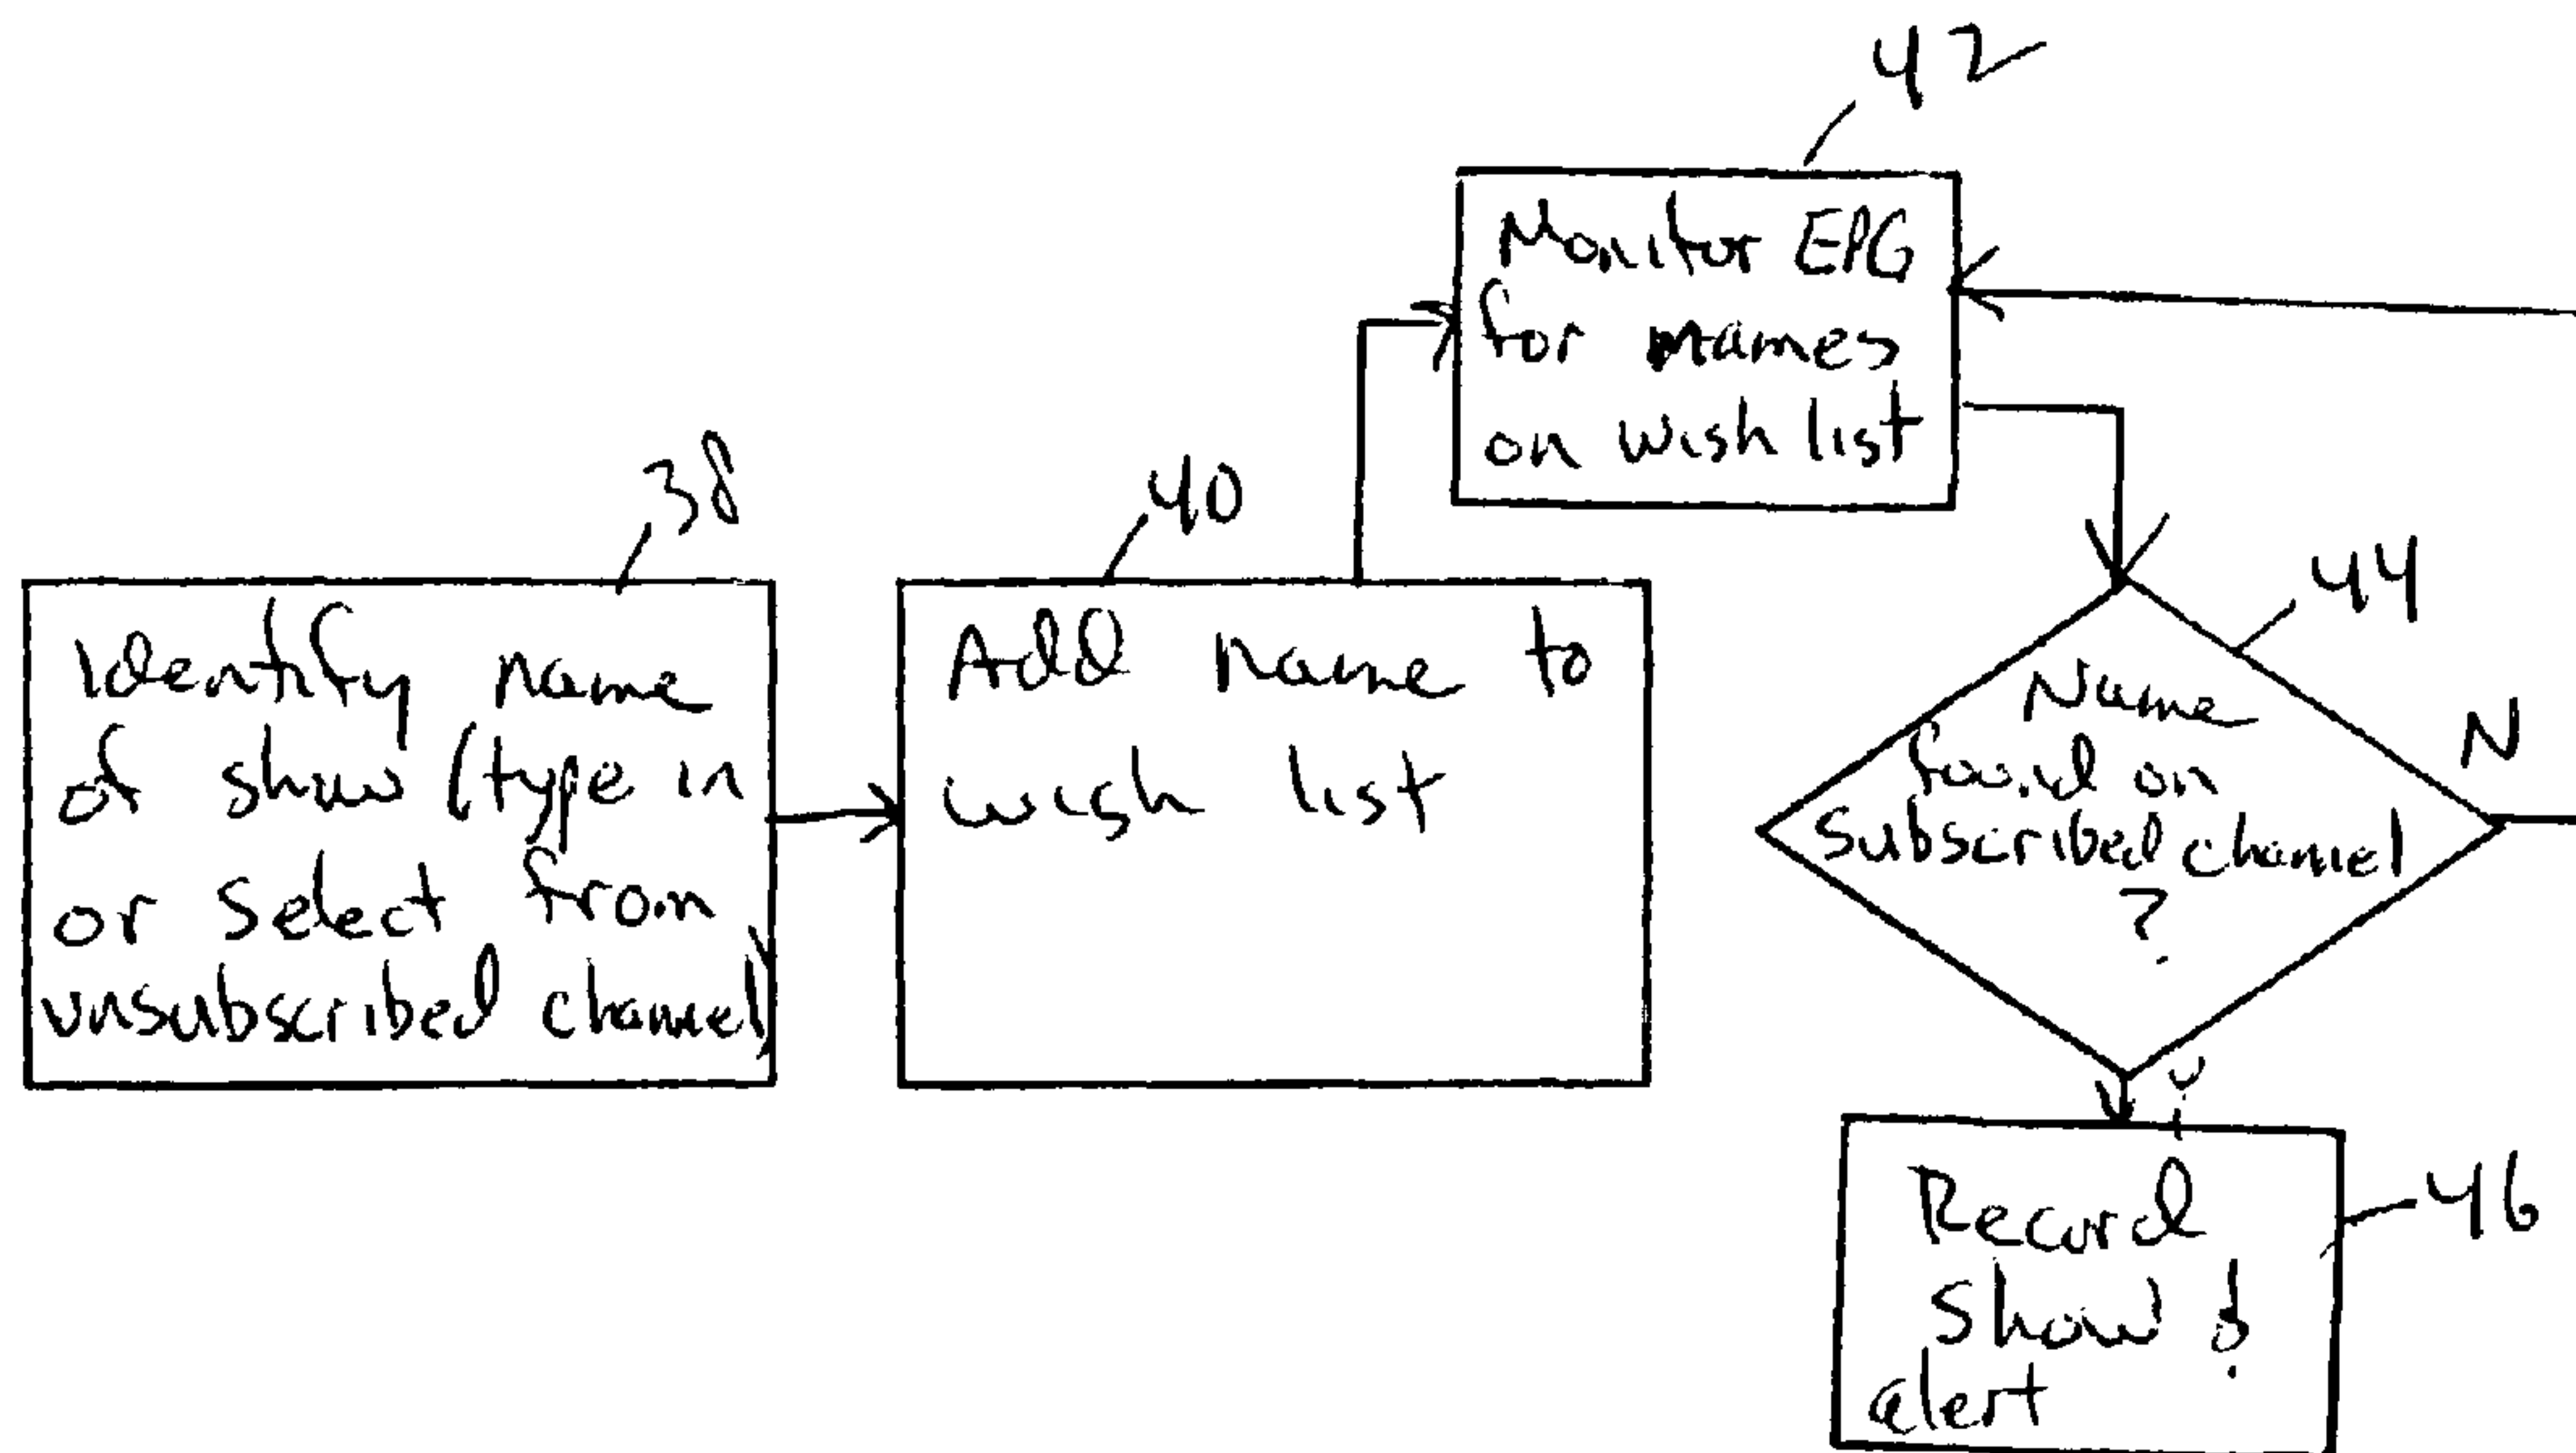 38
Identify name
of show (type in
or select from
unsubscribed channel)
40
Add name to
wish list
42
Monitor EPG
for names
on wish list
44
Name
found on
Subscribed channel
?
N
Y
46
Record
Show &
alert